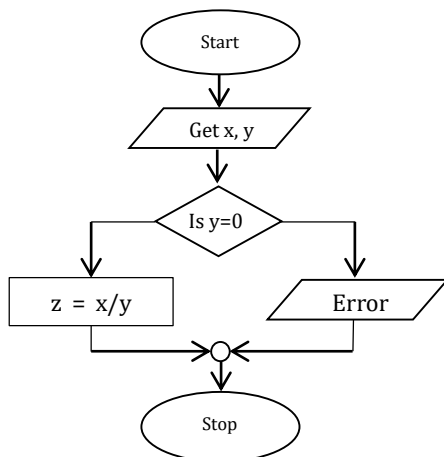 Start
Get x, y
Is y=0
z = x/y
Error
Stop